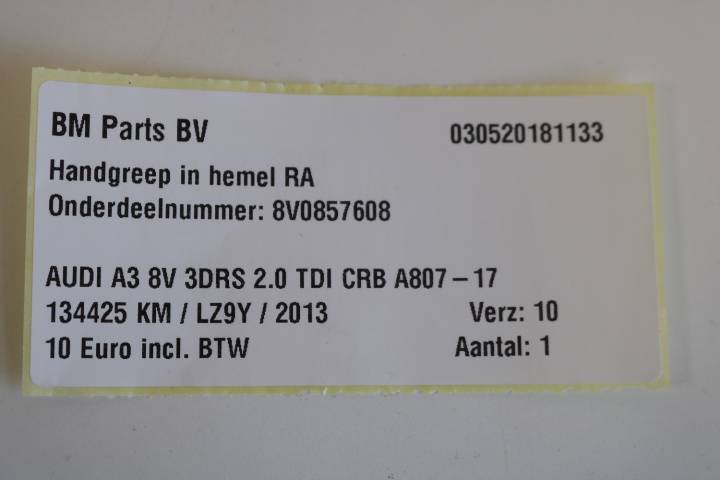 BM Parts BV 030520181133
Handgreep in hemel RA
Onderdeelnummer: 8V0857608
AUDI A3 8V 3DRS 2.0 TDI CRB A807 – 17
134425 KM / LZ9Y / 2013 Verz: 10
10 Euro incl. BTW Aantal: 1